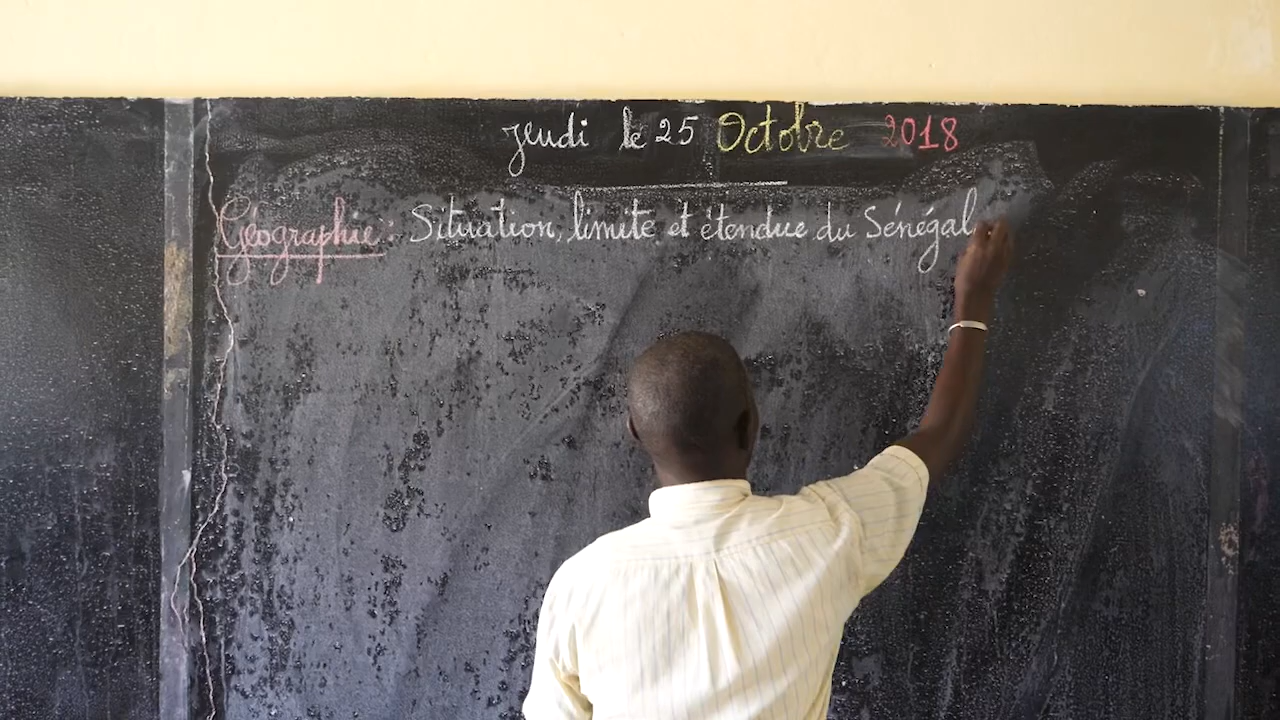 jeudi le 25 Octobre 2018
Géographie: Situation, limite et étendue du Sénégal